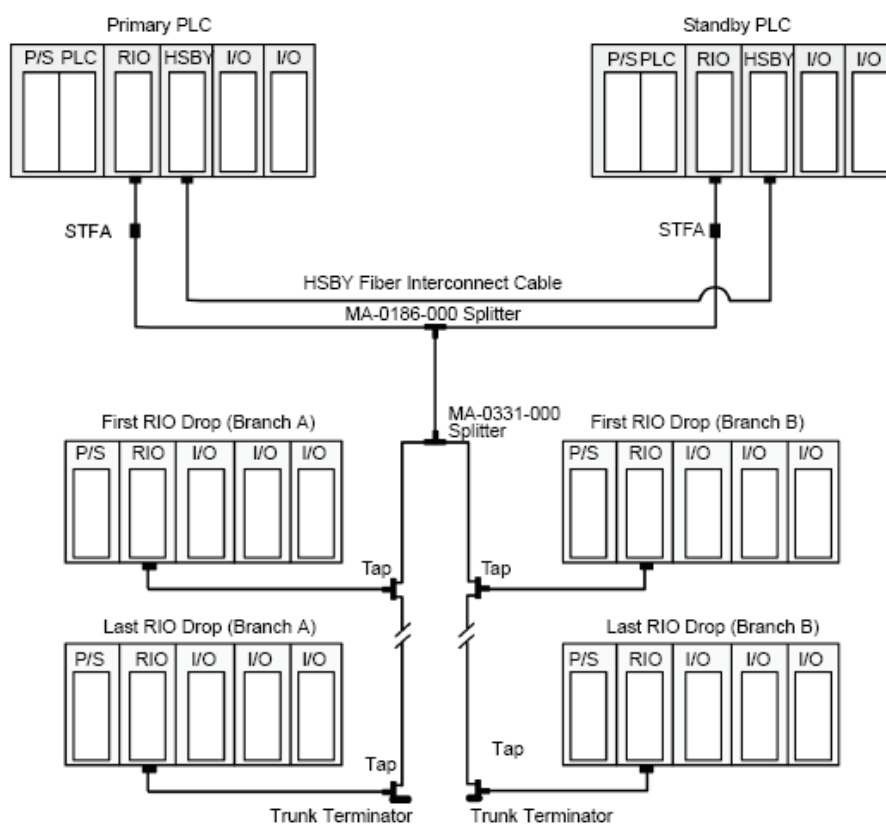 Primary PLC
Standby PLC
P/S PLC RIO HSBY I/O I/O
P/S PLC RIO HSBY I/O I/O
STFA
STFA
HSBY Fiber Interconnect Cable
MA-0186-000 Splitter
MA-0331-000
Splitter
First RIO Drop (Branch A)
First RIO Drop (Branch B)
P/S RIO I/O I/O I/O
P/S RIO I/O I/O I/O
Tap
Tap
Last RIO Drop (Branch A)
Last RIO Drop (Branch B)
P/S RIO I/O I/O I/O
P/S RIO I/O I/O I/O
Tap
Tap
Trunk Terminator
Trunk Terminator